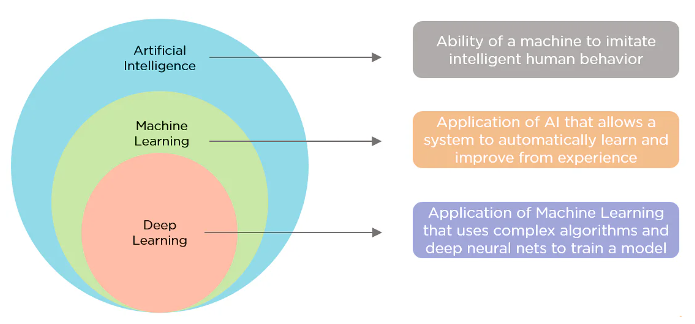 Artificial
Intelligence
Ability of a machine to imitate
intelligent human behavior
Machine
Learning
Application of AI that allows a
system to automatically learn and
improve from experience
Deep
Learning
Application of Machine Learning
that uses complex algorithms and
deep neural nets to train a model